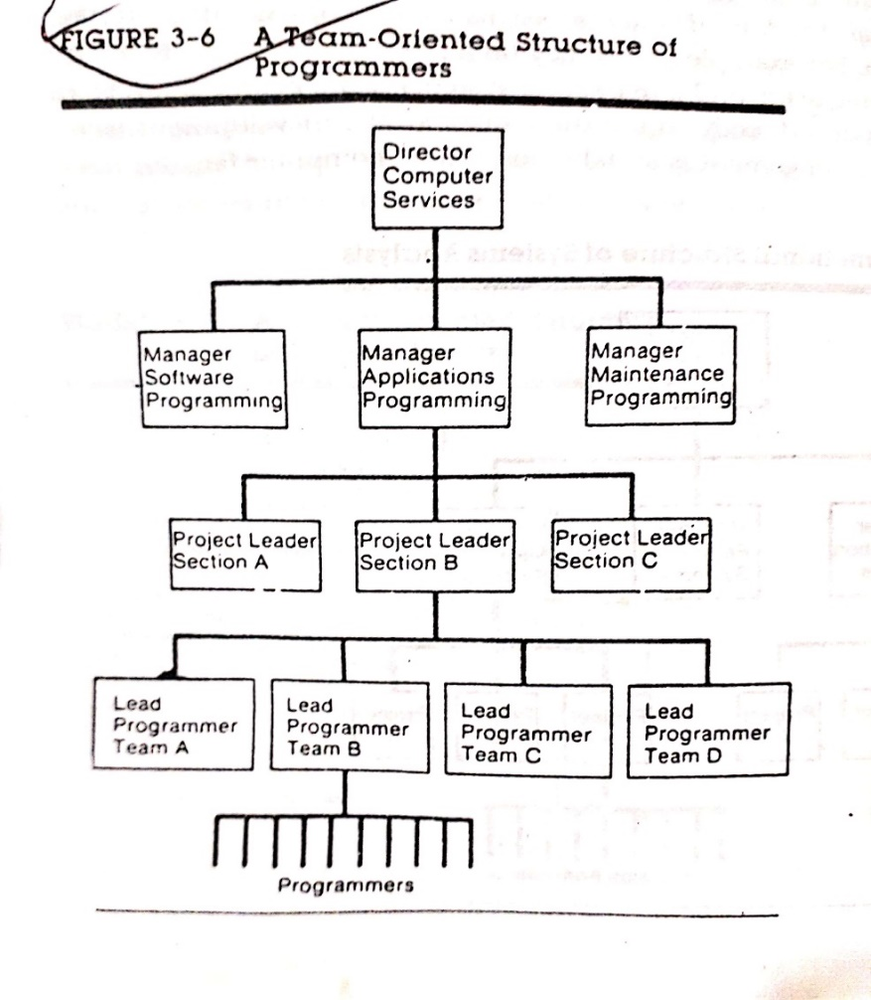 FIGURE 3-6 A Team-Oriented Structure of
Programmers
Director
Computer
Services
Manager
Software
Programming
Manager
Applications
Programming
Manager
Maintenance
Programming
Project Leader
Section A
Project Leader
Section B
Project Leader
Section C
Lead
Programmer
Team A
Lead
Programmer
Team B
Lead
Programmer
Team C
Lead
Programmer
Team D
Programmers